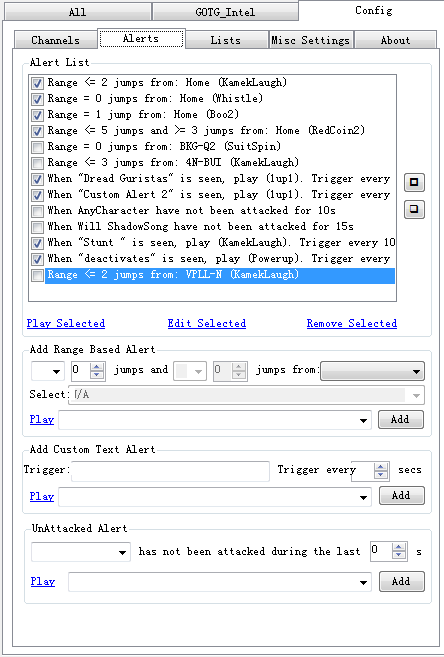 All GOTG_Intel Config
Channels Alerts Lists Misc Settings About
Alert List
Range <= 2 jumps from: Home (KamekLaugh)
Range = 0 jumps from: Home (Whistle)
Range = 1 jump from: Home (Boo2)
Range <= 5 jumps and >= 3 jumps from: Home (RedCoin2)
Range = 0 jumps from: BKG-Q2 (SuitSpin)
Range <= 3 jumps from: 4N-BUI (KamekLaugh)
When "Dread Guristas" is seen, play (1up1). Trigger every
When "Custom Alert 2" is seen, play (1up1). Trigger every
When AnyCharacter have not been attacked for 10s
When Will ShadowSong have not been attacked for 15s
When "Stunt " is seen, play (KamekLaugh). Trigger every 10
When "deactivates" is seen, play (Powerup). Trigger every
Range <= 2 jumps from: VPLL-N (KamekLaugh)
Play Selected Edit Selected Remove Selected
Add Range Based Alert
0 jumps and 0 jumps from:
Select: N/A
Play Add
Add Custom Text Alert
Trigger: Trigger every secs
Play Add
UnAttacked Alert
has not been attacked during the last 0 s
Play Add